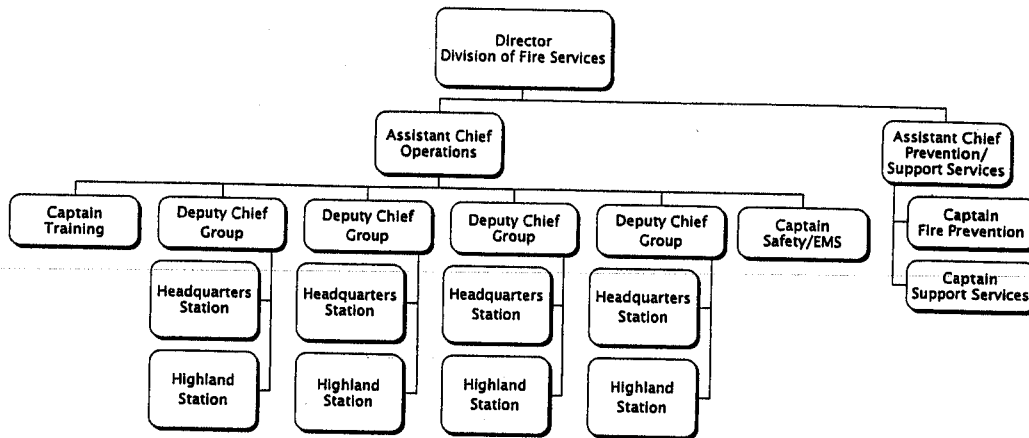 Director
Division of Fire Services
Assistant Chief
Operations
Assistant Chief
Prevention/
Support Services
Captain
Training
Deputy Chief
Group
Deputy Chief
Group
Deputy Chief
Group
Deputy Chief
Group
Captain
Safety/EMS
Captain
Fire Prevention
Captain
Support Services
Headquarters
Station
Headquarters
Station
Headquarters
Station
Headquarters
Station
Highland
Station
Highland
Station
Highland
Station
Highland
Station